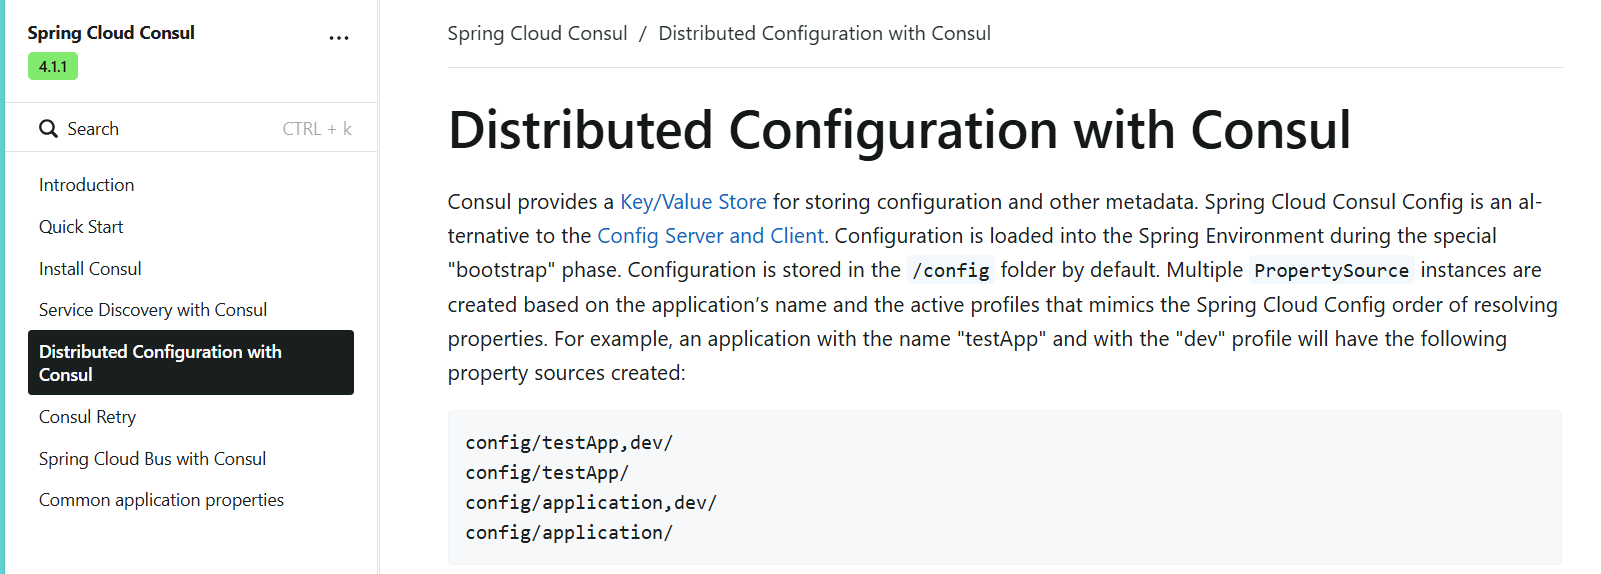 Spring Cloud Consul
...
4.1.1
Search
CTRL + k
Introduction
Quick Start
Install Consul
Service Discovery with Consul
Distributed Configuration with
Consul
Consul Retry
Spring Cloud Bus with Consul
Common application properties
Spring Cloud Consul / Distributed Configuration with Consul
Distributed Configuration with Consul
Consul provides a Key/Value Store for storing configuration and other metadata. Spring Cloud Consul Config is an al-
ternative to the Config Server and Client. Configuration is loaded into the Spring Environment during the special
"bootstrap" phase. Configuration is stored in the /config folder by default. Multiple PropertySource instances are
created based on the application’s name and the active profiles that mimics the Spring Cloud Config order of resolving
properties. For example, an application with the name "testApp" and with the "dev" profile will have the following
property sources created:
config/testApp,dev/
config/testApp/
config/application,dev/
config/application/